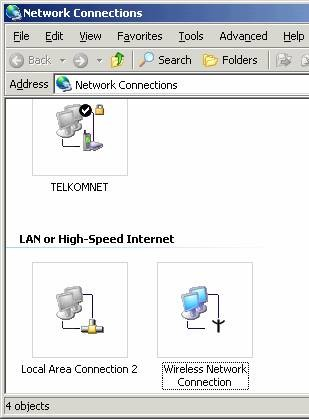 Network Connections
File Edit View Favorites Tools Advanced Help
Back Search Folders
Address Network Connections
TELKOMNET
LAN or High-Speed Internet
Local Area Connection 2
Wireless Network
Connection
4 objects